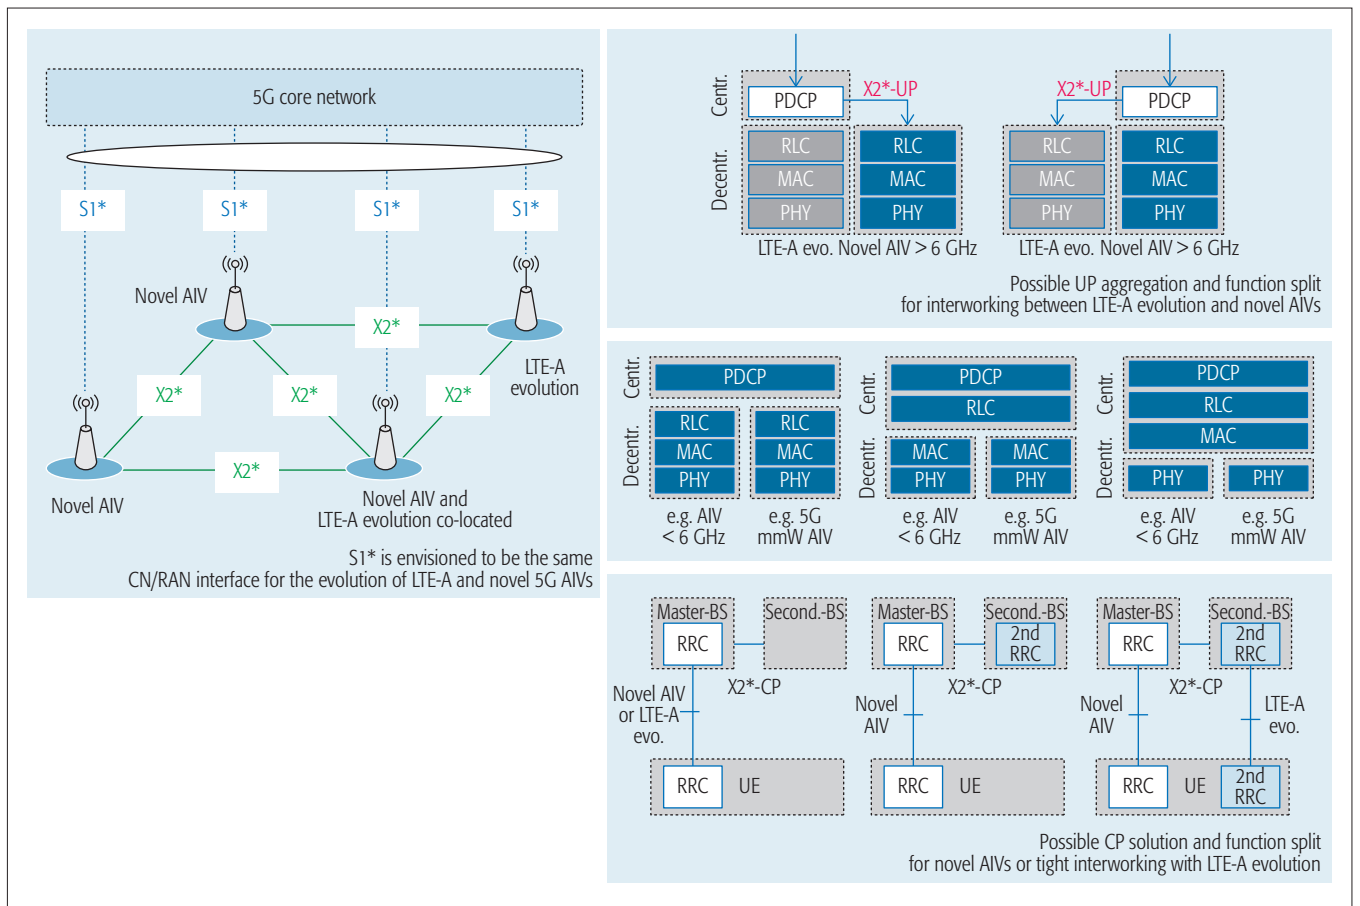 5G core network
S1*
S1*
S1*
S1*
Novel AIV
X2*
LTE-A
evolution
X2*
X2*
X2*
X2*
Novel AIV
Novel AIV and
LTE-A evolution co-located
S1* is envisioned to be the same
CN/RAN interface for the evolution of LTE-A and novel 5G AIVs
Centr.
PDCP
X2*-UP
Decentr.
RLC
RLC
MAC
MAC
PHY
PHY
LTE-A evo. Novel AIV > 6 GHz
X2*-UP
PDCP
RLC
RLC
MAC
MAC
PHY
PHY
LTE-A evo. Novel AIV > 6 GHz
Possible UP aggregation and function split
for interworking between LTE-A evolution and novel AIVs
Centr.
PDCP
Decentr.
RLC
RLC
MAC
MAC
PHY
PHY
e.g. AIV
< 6 GHz
e.g. 5G
mmW AIV
Centr.
PDCP
RLC
Decentr.
MAC
MAC
PHY
PHY
e.g. AIV
< 6 GHz
e.g. 5G
mmW AIV
Centr.
PDCP
RLC
MAC
Decentr.
PHY
PHY
e.g. AIV
< 6 GHz
e.g. 5G
mmW AIV
Master-BS
Second.-BS
RRC
X2*-CP
Novel AIV
or LTE-A
evo.
RRC
UE
Master-BS
Second.-BS
RRC
2nd
RRC
X2*-CP
Novel
AIV
RRC
UE
Master-BS
Second.-BS
RRC
2nd
RRC
X2*-CP
Novel
AIV
LTE-A
evo.
RRC
UE
2nd
RRC
Possible CP solution and function split
for novel AIVs or tight interworking with LTE-A evolution